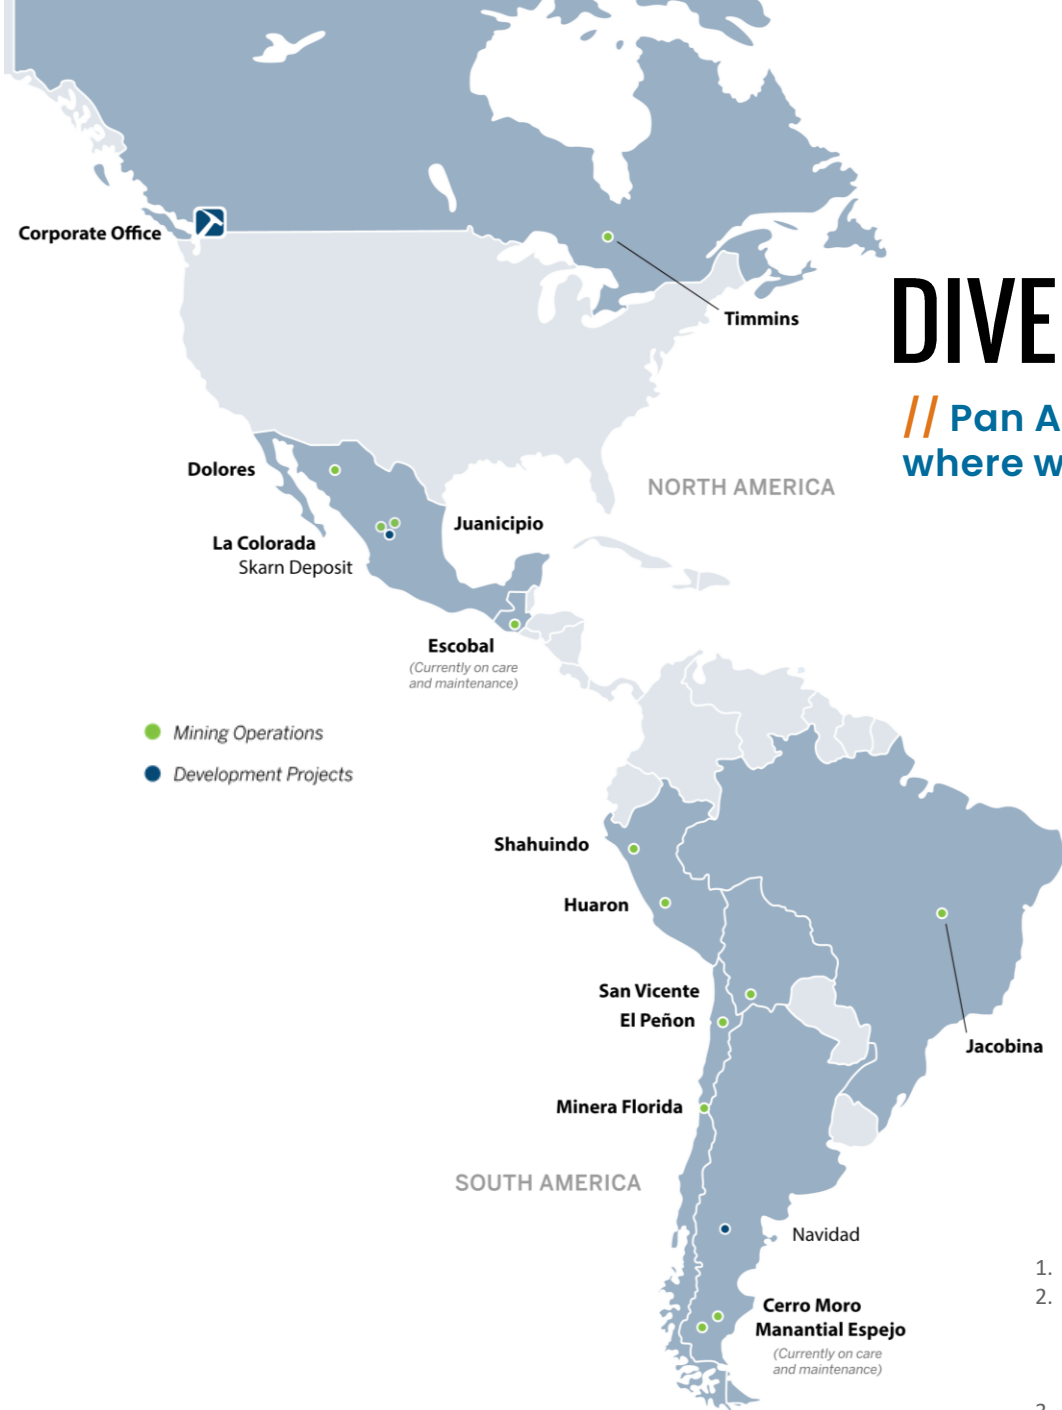 Corporate Office
Timmins
DIVE
// Pan A
where w
Dolores
NORTH AMERICA
Juanicipio
La Colorada
Skarn Deposit
Escobal
(Currently on care
and maintenance)
Mining Operations
Development Projects
Shahuindo
Huaron
San Vicente
El Peñon
Jacobina
Minera Florida
SOUTH AMERICA
Navidad
1.
2.
Cerro Moro
Manantial Espejo
(Currently on care
and maintenance)